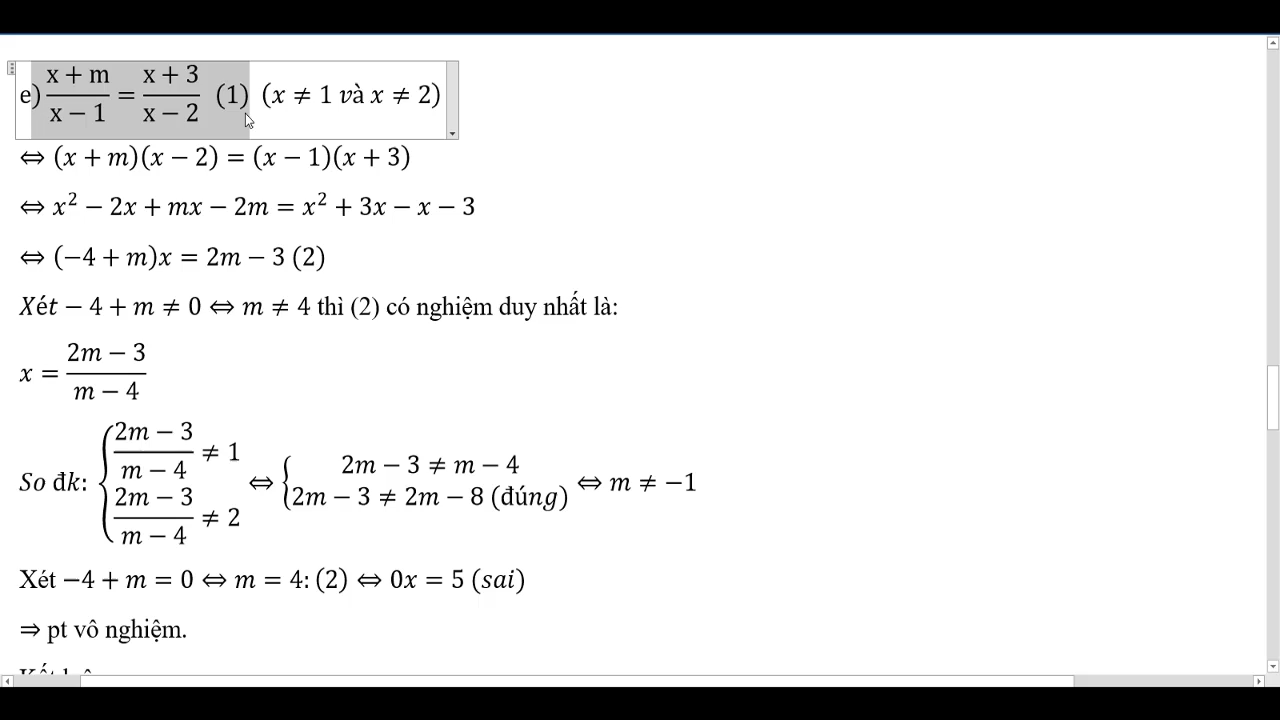 e) (x + m)/(x − 1) = (x + 3)/(x − 2) (1) (x ≠ 1 và x ≠ 2)
⇔ (x + m)(x − 2) = (x − 1)(x + 3)
⇔ x² − 2x + mx − 2m = x² + 3x − x − 3
⇔ (−4 + m)x = 2m − 3 (2)
Xét − 4 + m ≠ 0 ⇔ m ≠ 4 thì (2) có nghiệm duy nhất là:
x = (2m − 3)/(m − 4)
So đk: { (2m − 3)/(m − 4) ≠ 1 ; (2m − 3)/(m − 4) ≠ 2 ⇔ { 2m − 3 ≠ m − 4 ; 2m − 3 ≠ 2m − 8 (đúng) ⇔ m ≠ −1
Xét −4 + m = 0 ⇔ m = 4: (2) ⇔ 0x = 5 (sai)
⇒ pt vô nghiệm.